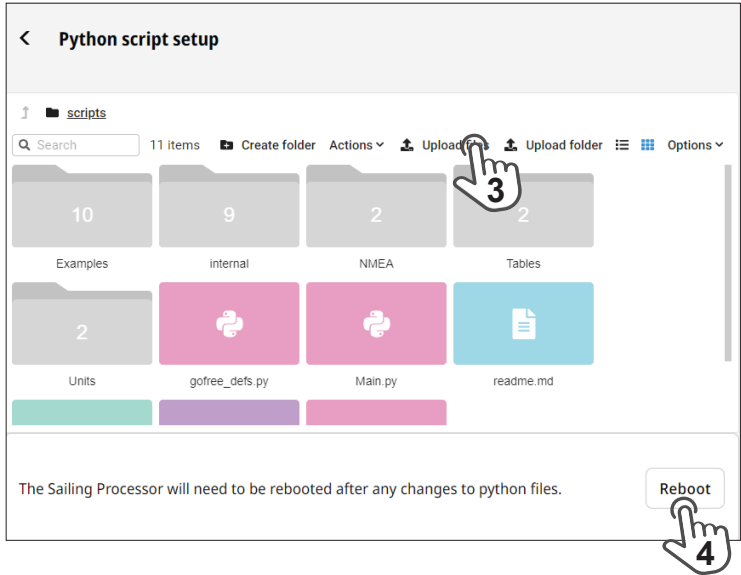 Python script setup
scripts
Search 11 items Create folder Actions Upload files Upload folder Options
3
10 9 2 2
Examples internal NMEA Tables
2
Units gofree_defs.py Main.py readme.md
The Sailing Processor will need to be rebooted after any changes to python files.
Reboot
4